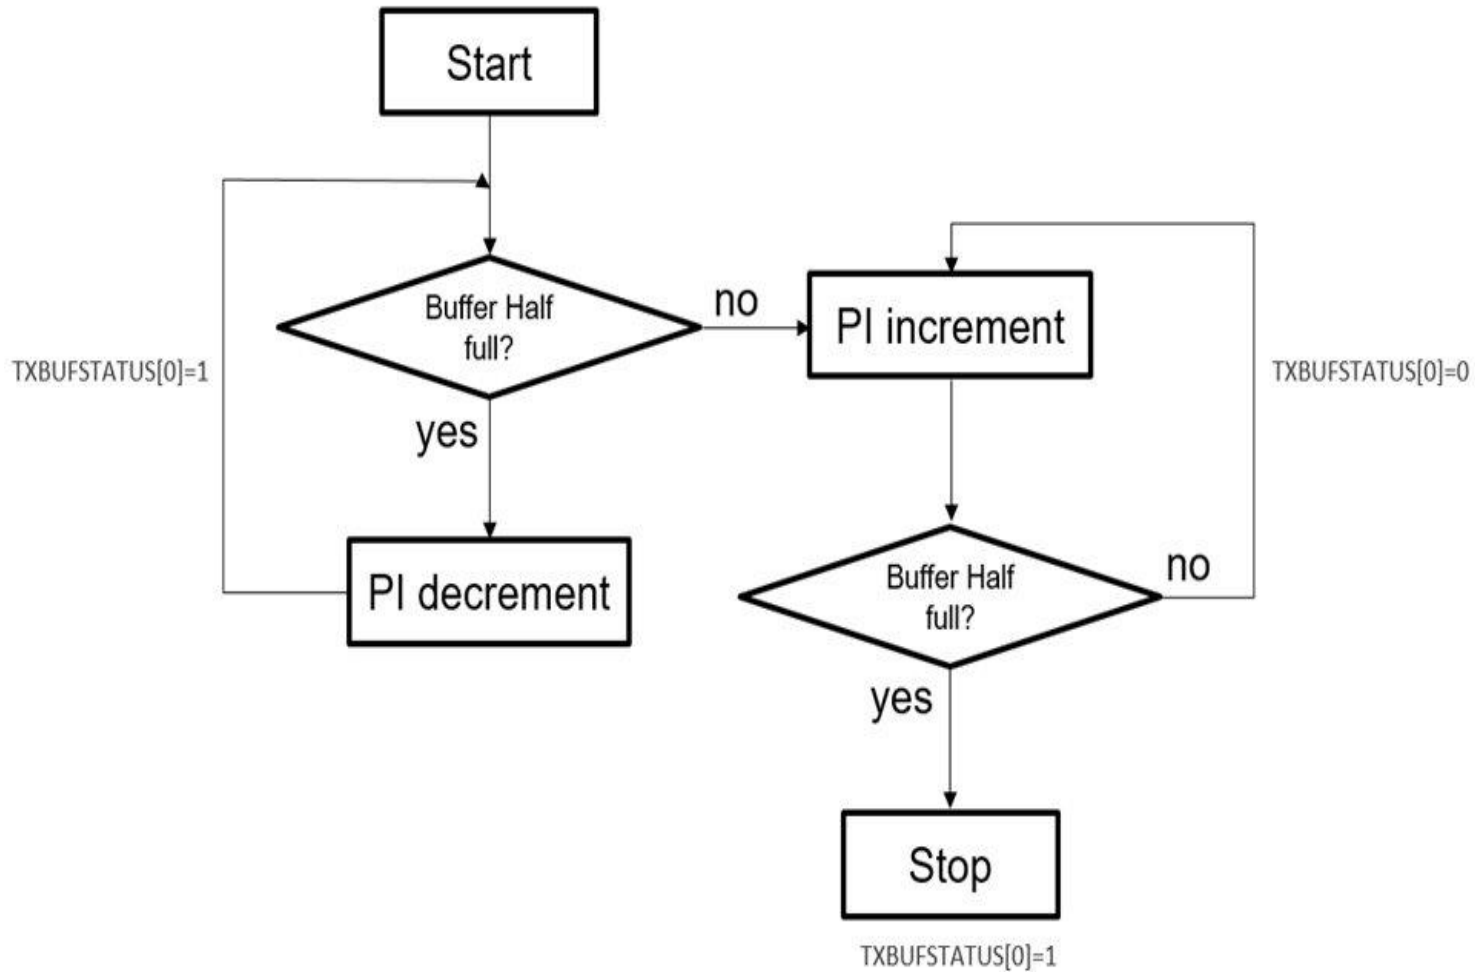 Start
Buffer Half
full?
no
PI increment
TXBUFSTATUS[0]=1
TXBUFSTATUS[0]=0
yes
PI decrement
Buffer Half
full?
no
yes
Stop
TXBUFSTATUS[0]=1